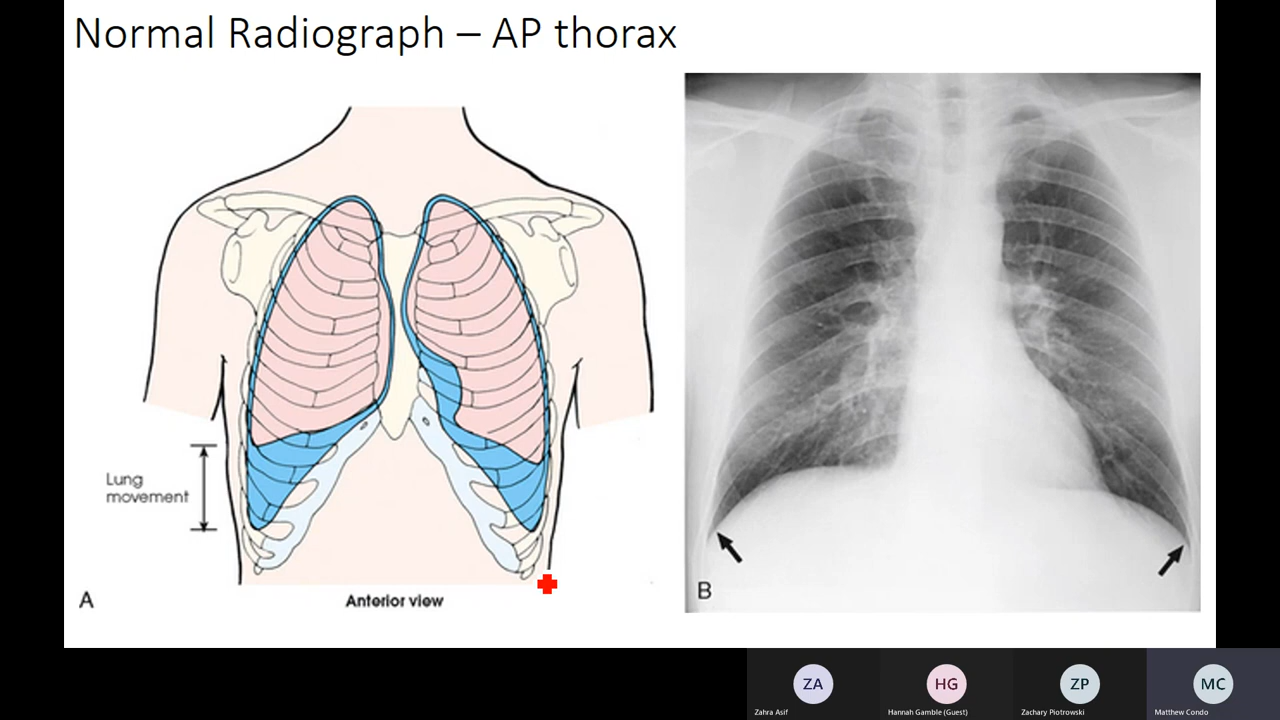 Normal Radiograph – AP thorax
Lung
movement
A
Anterior view
B
ZA
HG
ZP
MC
Zahra Asif
Hannah Gamble (Guest)
Zachary Piotrowski
Matthew Condo